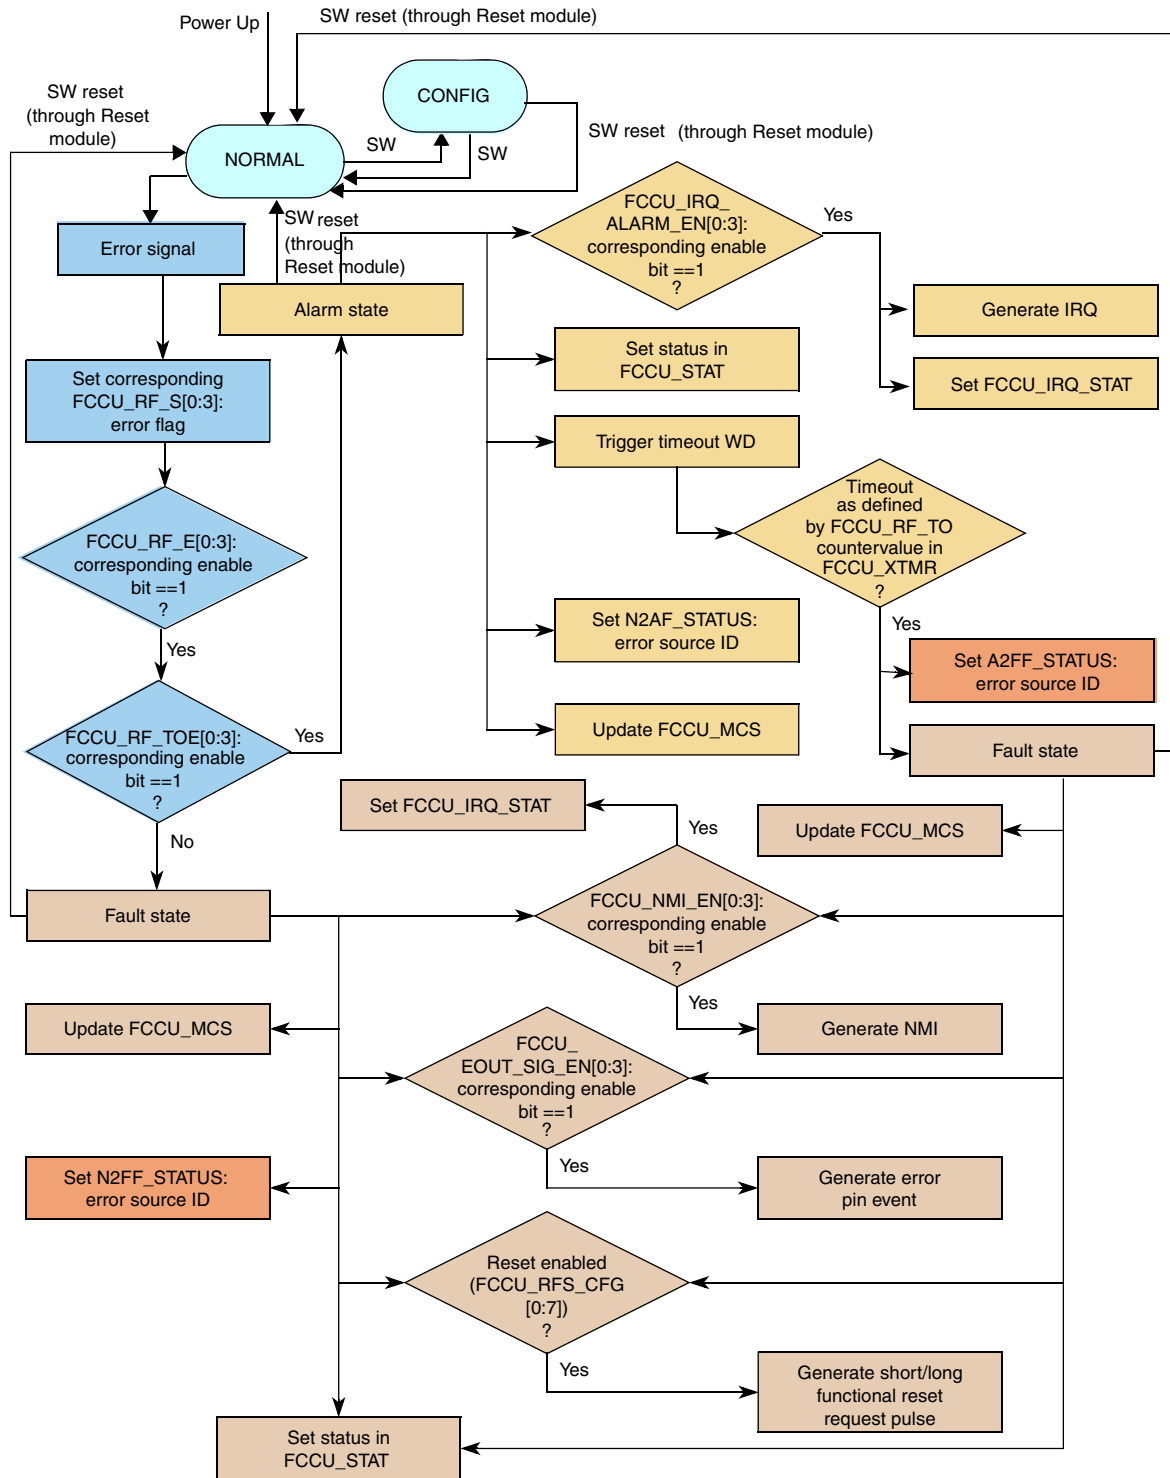 Power Up
SW reset (through Reset module)
SW reset
(through Reset
module)
CONFIG
NORMAL
SW
SW
SW reset (through Reset module)
Error signal
SW reset
(through
Reset module)
Alarm state
FCCU_IRQ_
ALARM_EN[0:3]:
corresponding enable
bit ==1
?
Yes
Generate IRQ
Set FCCU_IRQ_STAT
Set status in
FCCU_STAT
Set corresponding
FCCU_RF_S[0:3]:
error flag
Trigger timeout WD
Timeout
as defined
by FCCU_RF_TO
countervalue in
FCCU_XTMR
?
Yes
FCCU_RF_E[0:3]:
corresponding enable
bit ==1
?
Yes
Set N2AF_STATUS:
error source ID
Set A2FF_STATUS:
error source ID
FCCU_RF_TOE[0:3]:
corresponding enable
bit ==1
?
Yes
No
Update FCCU_MCS
Fault state
Set FCCU_IRQ_STAT
Yes
Update FCCU_MCS
Fault state
FCCU_NMI_EN[0:3]:
corresponding enable
bit ==1
?
Yes
Generate NMI
Update FCCU_MCS
FCCU_
EOUT_SIG_EN[0:3]:
corresponding enable
bit ==1
?
Yes
Generate error
pin event
Set N2FF_STATUS:
error source ID
Reset enabled
(FCCU_RFS_CFG
[0:7])
?
Yes
Generate short/long
functional reset
request pulse
Set status in
FCCU_STAT